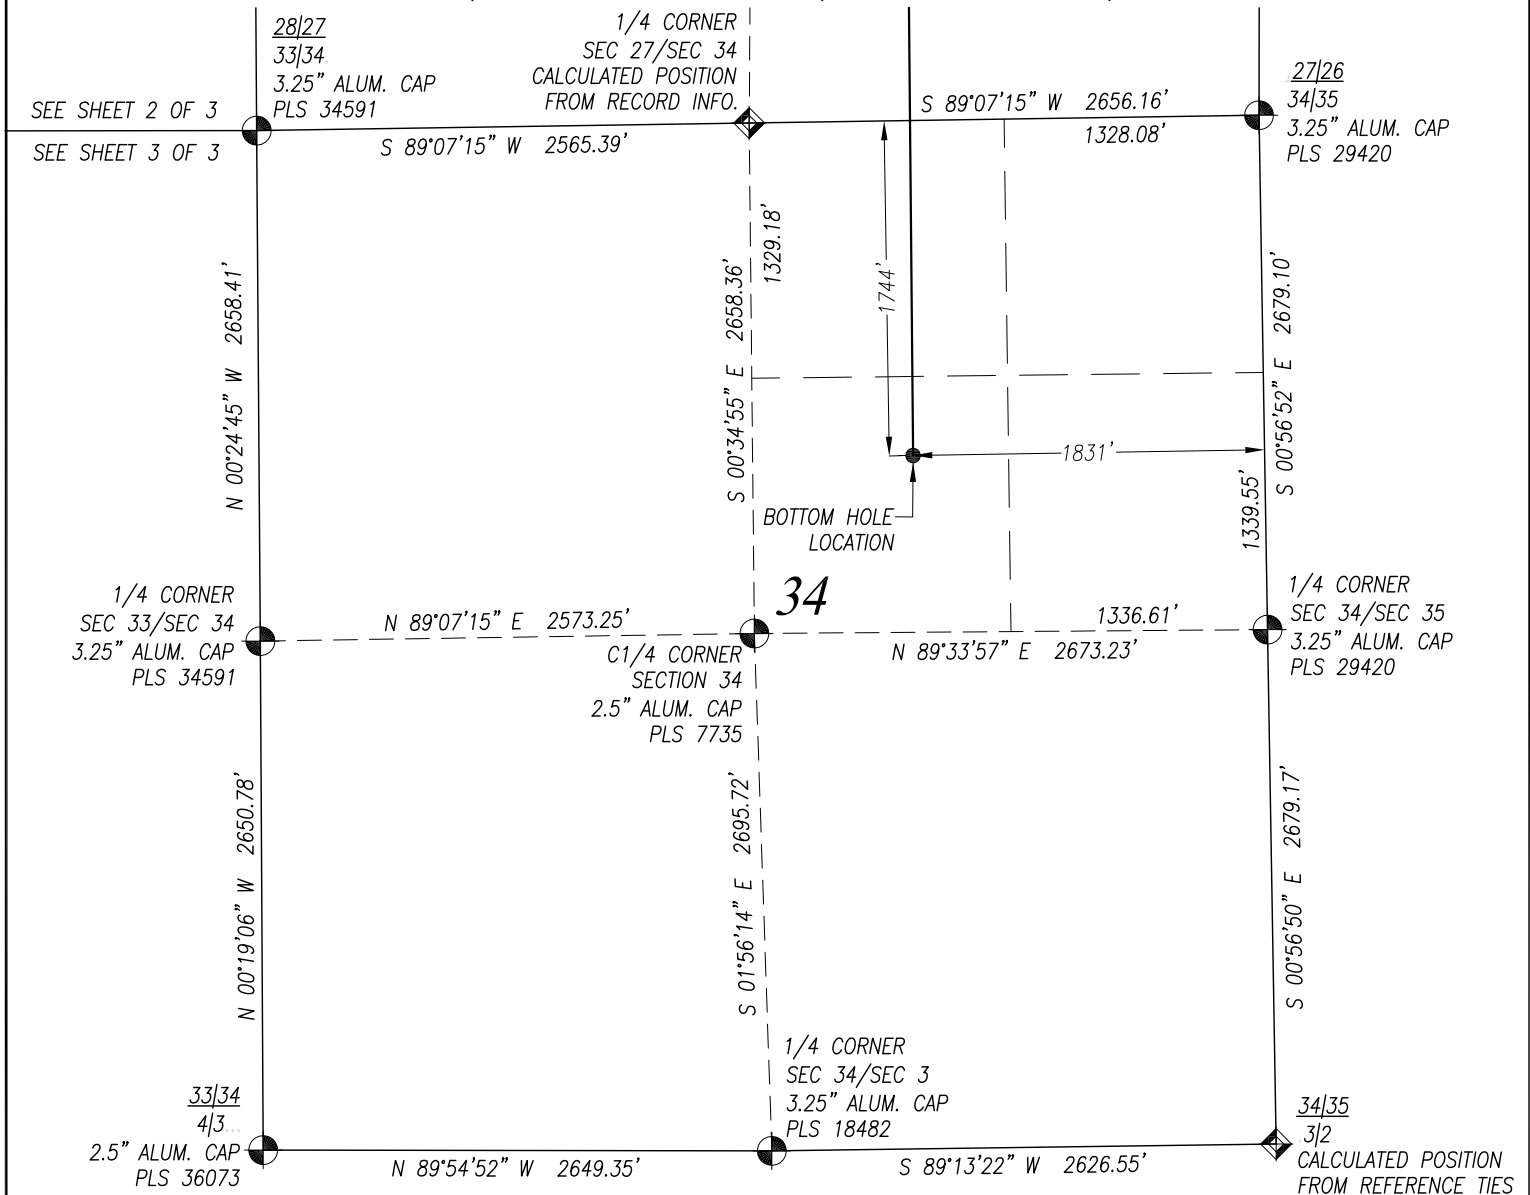 28|27
33|34
3.25” ALUM. CAP
PLS 34591
1/4 CORNER
SEC 27/SEC 34
CALCULATED POSITION
FROM RECORD INFO.
27|26
34|35
3.25” ALUM. CAP
PLS 29420
SEE SHEET 2 OF 3
SEE SHEET 3 OF 3
S 89°07'15” W 2565.39'
S 89°07'15” W 2656.16'
1328.08'
N 00°24'45” W 2658.41'
S 00°34'55” E 2658.36'
1329.18'
1744'
1831'
S 00°56'52” E 2679.10'
1339.55'
BOTTOM HOLE
LOCATION
34
1/4 CORNER
SEC 33/SEC 34
3.25” ALUM. CAP
PLS 34591
N 89°07'15” E 2573.25'
C1/4 CORNER
SECTION 34
2.5” ALUM. CAP
PLS 7735
1336.61'
N 89°33'57” E 2673.23'
1/4 CORNER
SEC 34/SEC 35
3.25” ALUM. CAP
PLS 29420
N 00°19'06” W 2650.78'
S 01°56'14” E 2695.72'
S 00°56'50” E 2679.17'
33|34
4|3
2.5” ALUM. CAP
PLS 36073
N 89°54'52” W 2649.35'
1/4 CORNER
SEC 34/SEC 3
3.25” ALUM. CAP
PLS 18482
S 89°13'22” W 2626.55'
34|35
3|2
CALCULATED POSITION
FROM REFERENCE TIES